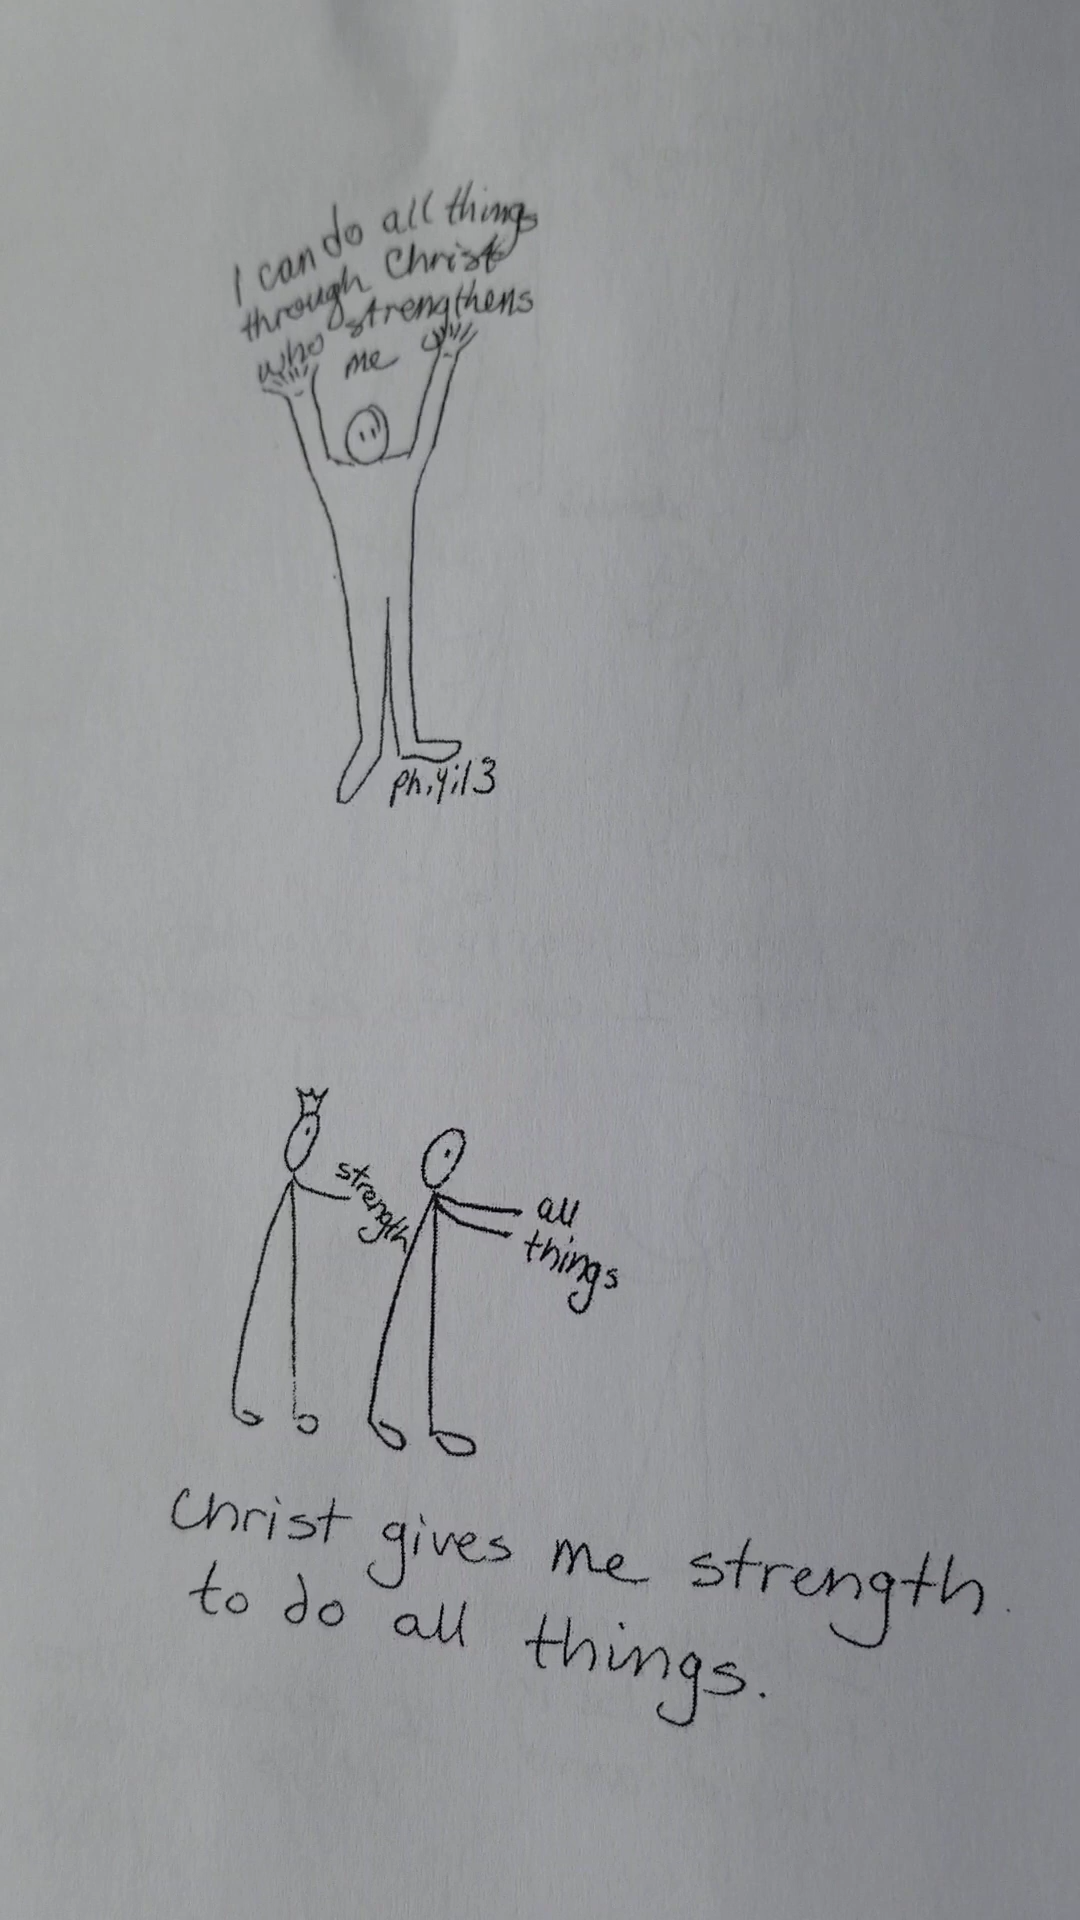 I can do all things
through Christ
who strengthens
me
ph.4:13
strength
all
things
Christ gives me strength
to do all things.